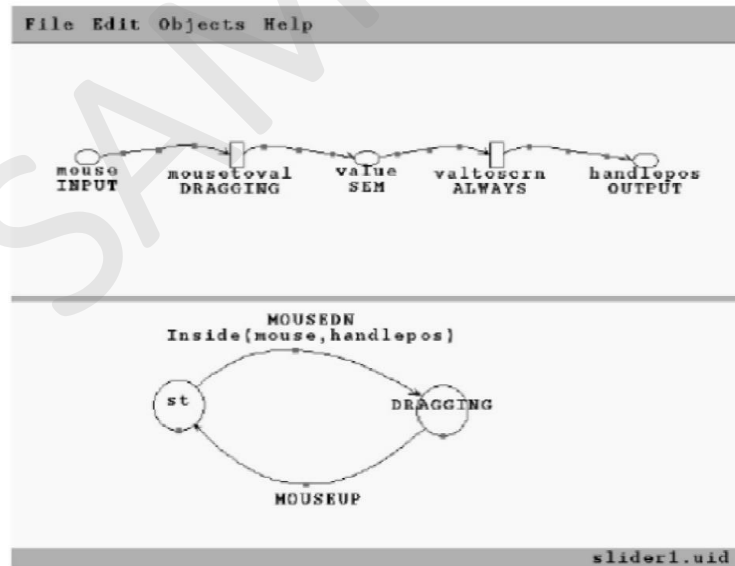 File Edit Objects Help
mouse mousetoval value valtoscrn handlepos
INPUT DRAGGING SEM ALWAYS OUTPUT
MOUSEDN
Inside(mouse,handlepos)
st DRAGGING
MOUSEUP
slider1.uid
SAM